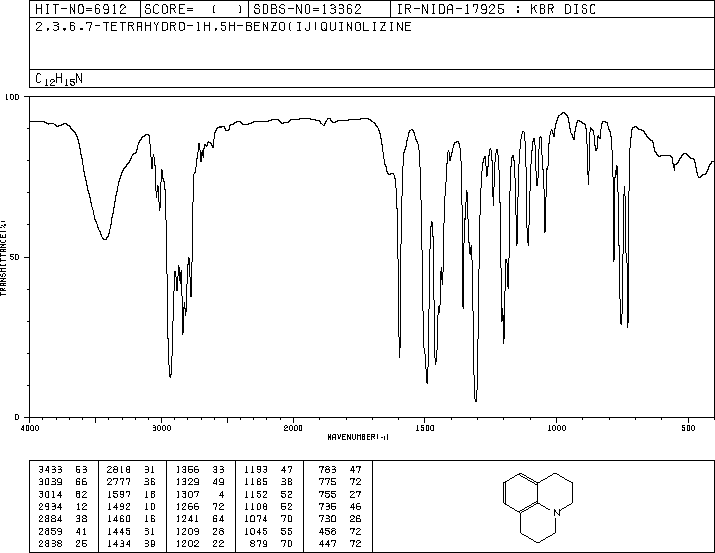 HIT-NO=6912 SCORE= ( ) SDBS-NO=13362 IR-NIDA-17925 : KBR DISC
2,3,6,7-TETRAHYDRO-1H,5H-BENZO(IJ)QUINOLIZINE
C12H15N
100
50
0
TRANSMITTANCE(%)
4000 3000 2000 1500 1000 500
WAVENUMBER(-1)
3433 53 2818 31 1356 33 1193 47 783 47
3039 66 2777 36 1329 49 1185 38 775 72
3014 62 1597 18 1307 4 1152 52 755 27
2934 12 1492 10 1266 72 1108 52 736 46
2884 38 1460 16 1241 64 1074 70 730 26
2859 41 1445 31 1209 28 1045 55 458 72
2838 25 1434 39 1202 22 879 70 447 72
N